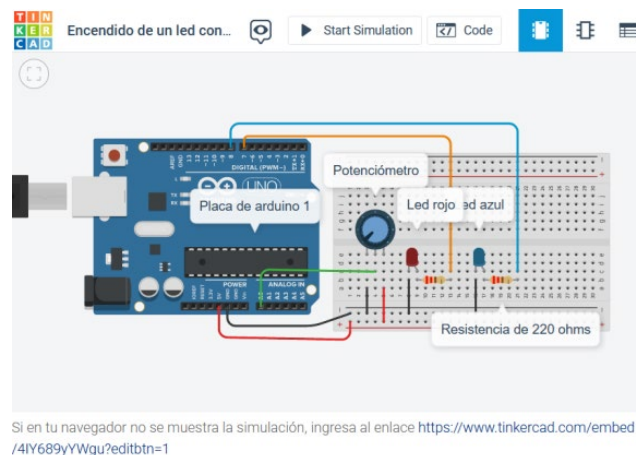 TIN
KER
CAD
Encendido de un led con...
Start Simulation
Code
DIGITAL (PWM~)
UNO
Potenciómetro
Led rojo
ed azul
Placa de arduino 1
POWER
ANALOG IN
Resistencia de 220 ohms
Si en tu navegador no se muestra la simulación, ingresa al enlace https://www.tinkercad.com/embed
/4lY689yYWgu?editbtn=1